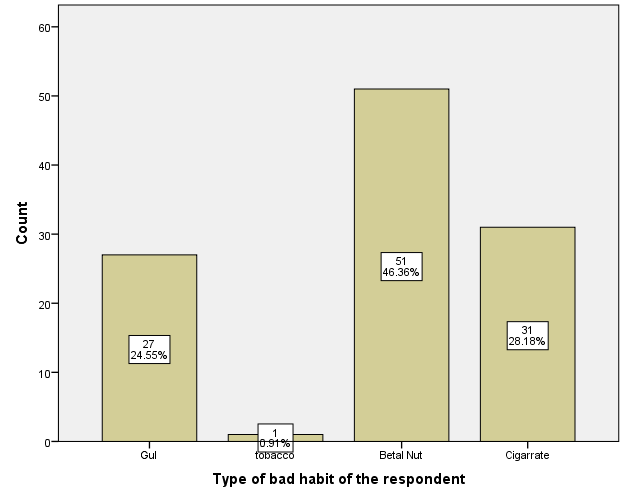 60
50
40
30
20
10
0
Count
27
24.55%
1
0.91%
51
46.36%
31
28.18%
Gul
tobacco
Betal Nut
Cigarrate
Type of bad habit of the respondent